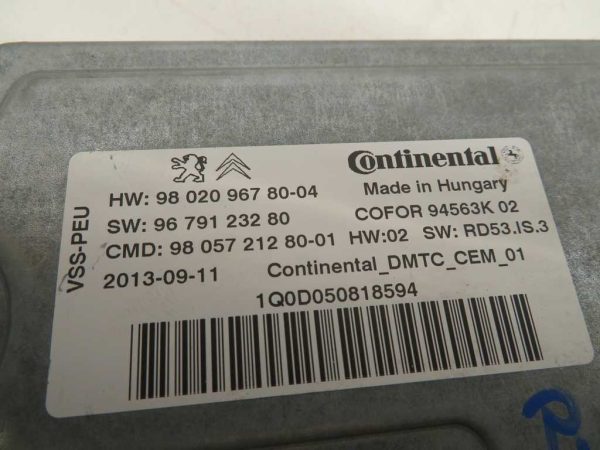 Continental
HW: 98 020 967 80-04 Made in Hungary
SW: 96 791 232 80 COFOR 94563K 02
CMD: 98 057 212 80-01 HW:02 SW: RD53.IS.3
2013-09-11 Continental_DMTC_CEM_01
1Q0D050818594
VSS-PEU